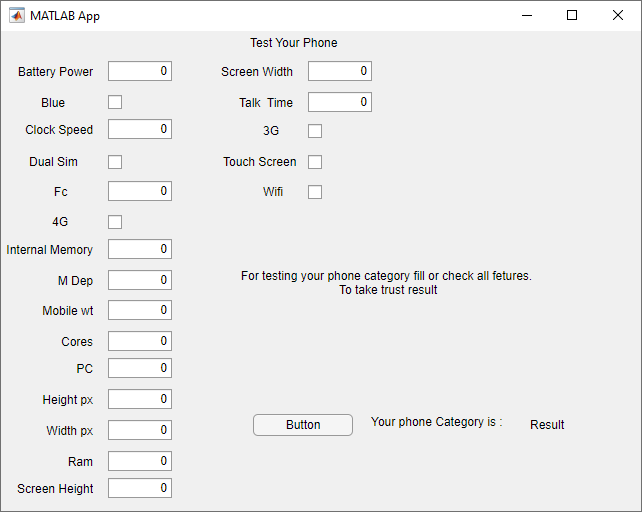 MATLAB App
Test Your Phone
Battery Power 0
Blue
Clock Speed 0
Dual Sim
Fc 0
4G
Internal Memory 0
M Dep 0
Mobile wt 0
Cores 0
PC 0
Height px 0
Width px 0
Ram 0
Screen Height 0
Screen Width 0
Talk Time 0
3G
Touch Screen
Wifi
For testing your phone category fill or check all fetures.
To take trust result
Button
Your phone Category is :
Result